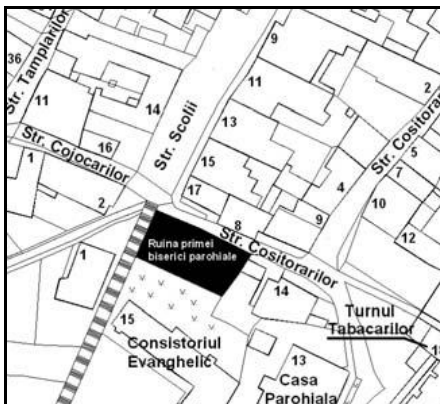 9
2
36
Str. Tamplarilor
11
11
14
Str. Scolii
13
Str. Cositorarilor
5
16
15
7
1
Str. Cojocarilor
4
17
10
2
8
9
12
Str. Cositorarilor
Ruina primei
bisericii parohiale
1
14
Turnul
Tabacarilor
15
Consistoriul
Evanghelic
13
Casa
Parohiala